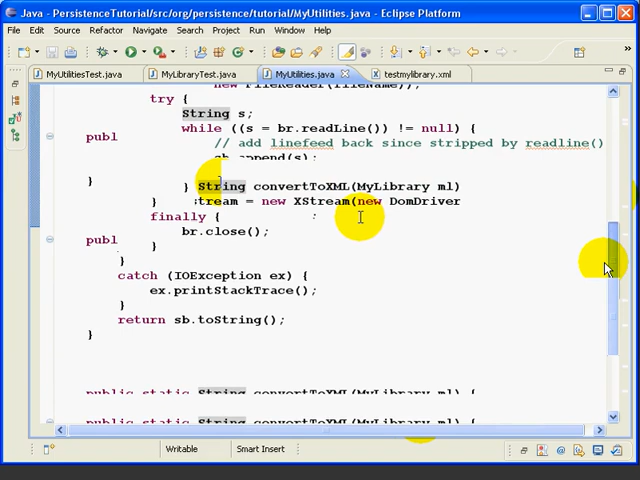 Java - PersistenceTutorial/src/org/persistence/tutorial/MyUtilities.java - Eclipse Platform
File Edit Source Refactor Navigate Search Project Run Window Help
MyUtilitiesTest.java MyLibraryTest.java MyUtilities.java testmylibrary.xml
new FileReader(fileName));
try {
String s;
while ((s = br.readLine()) != null) {
publ
// add linefeed back since stripped by readline()
sb.append(s);
}
} String convertToXML(MyLibrary ml)
} stream = new XStream(new DomDriver
finally {
br.close();
publ
}
}
catch (IOException ex) {
ex.printStackTrace();
}
return sb.toString();
}
public static String convertToXML(MyLibrary ml) {
public static String convertToXML(MyLibrary ml) {
Writable Smart Insert